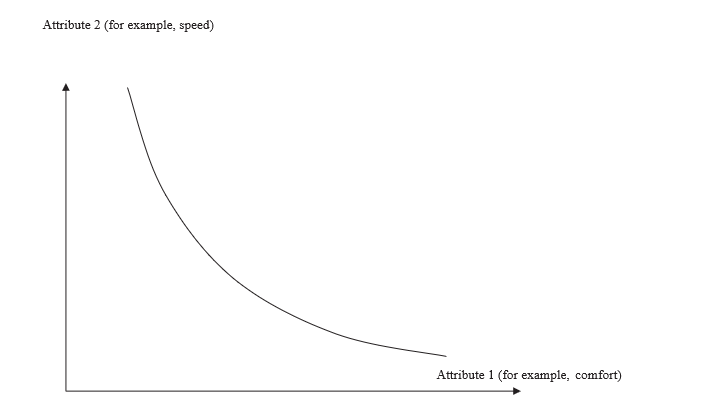 Attribute 2 (for example, speed)
Attribute 1 (for example, comfort)